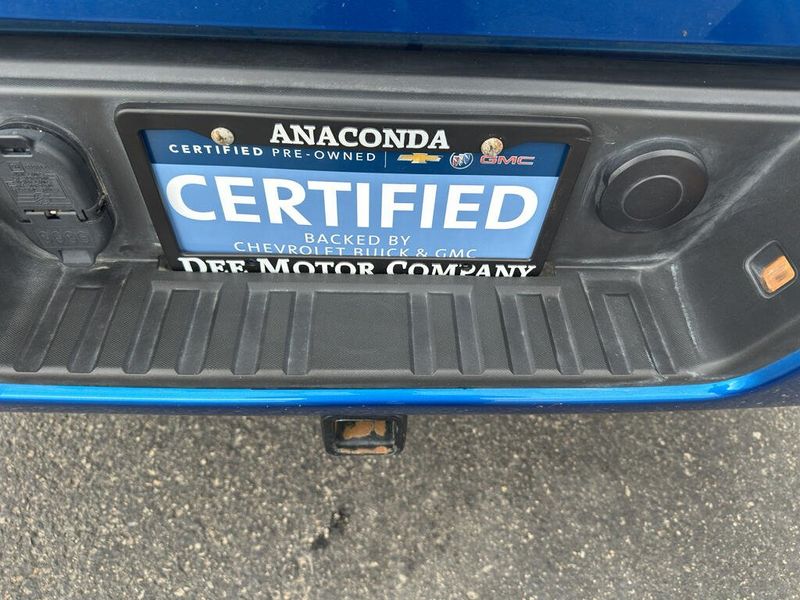 ANACONDA
CERTIFIED PRE-OWNED | GMC
CERTIFIED
BACKED BY
CHEVROLET BUICK & GMC
DEE MOTOR COMPANY